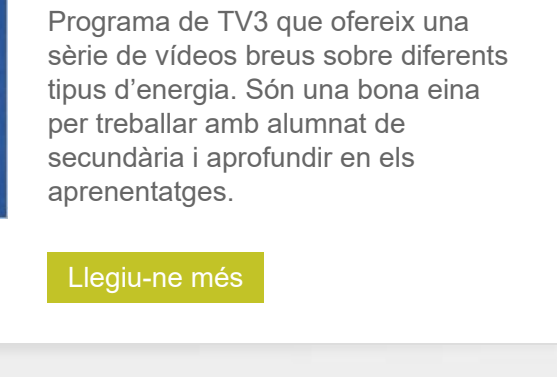 Programa de TV3 que ofereix una
sèrie de vídeos breus sobre diferents
tipus d’energia. Són una bona eina
per treballar amb alumnat de
secundària i aprofundir en els
aprenentatges.
Llegiu-ne més